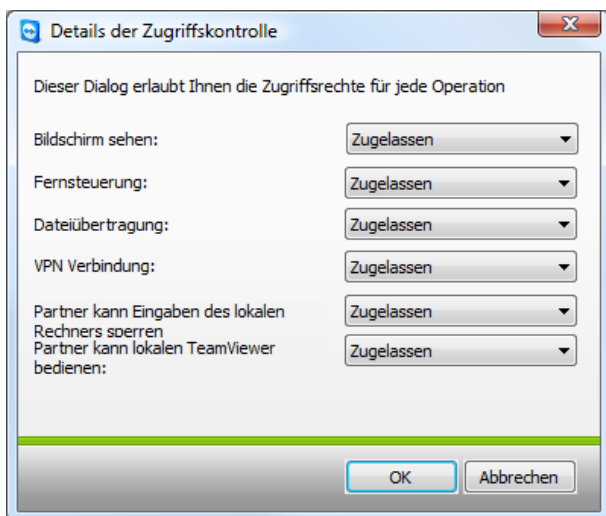 Details der Zugriffskontrolle
Dieser Dialog erlaubt Ihnen die Zugriffsrechte für jede Operation
Bildschirm sehen: Zugelassen
Fernsteuerung: Zugelassen
Dateiübertragung: Zugelassen
VPN Verbindung: Zugelassen
Partner kann Eingaben des lokalen Zugelassen
Rechners sperren
Partner kann lokalen TeamViewer Zugelassen
bedienen:
OK Abbrechen